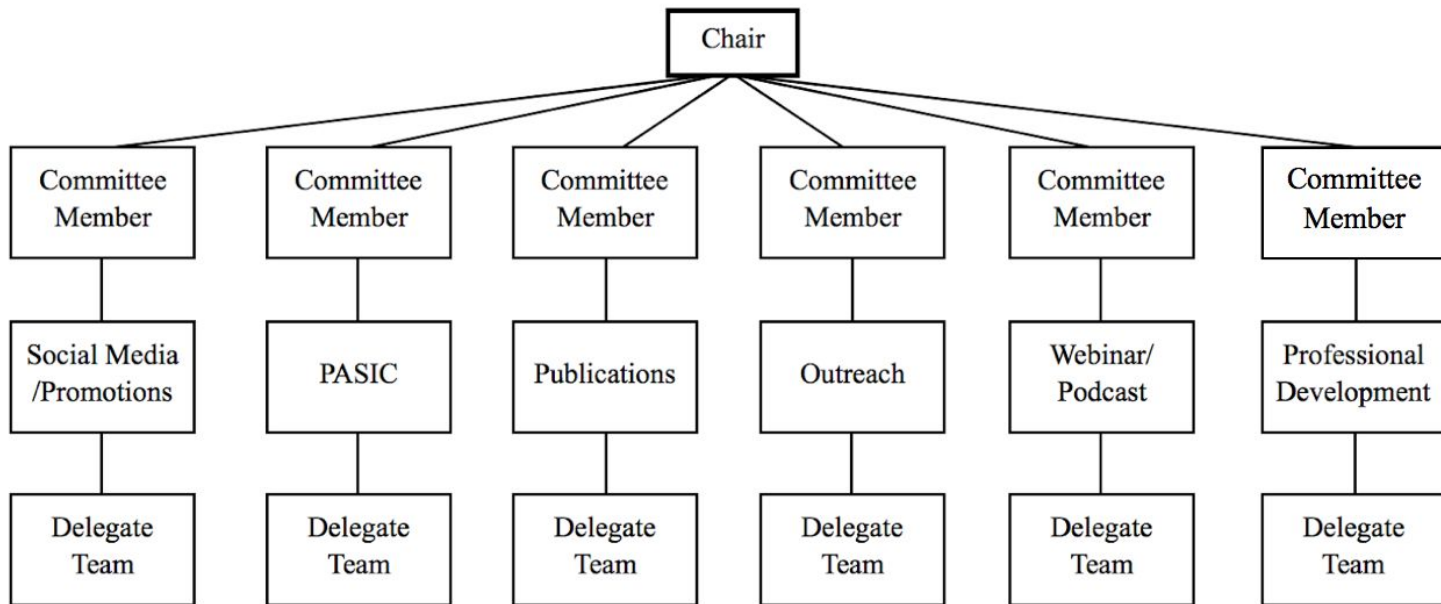 Chair
Committee
Member
Committee
Member
Committee
Member
Committee
Member
Committee
Member
Committee
Member
Social Media
/Promotions
PASIC
Publications
Outreach
Webinar/
Podcast
Professional
Development
Delegate
Team
Delegate
Team
Delegate
Team
Delegate
Team
Delegate
Team
Delegate
Team